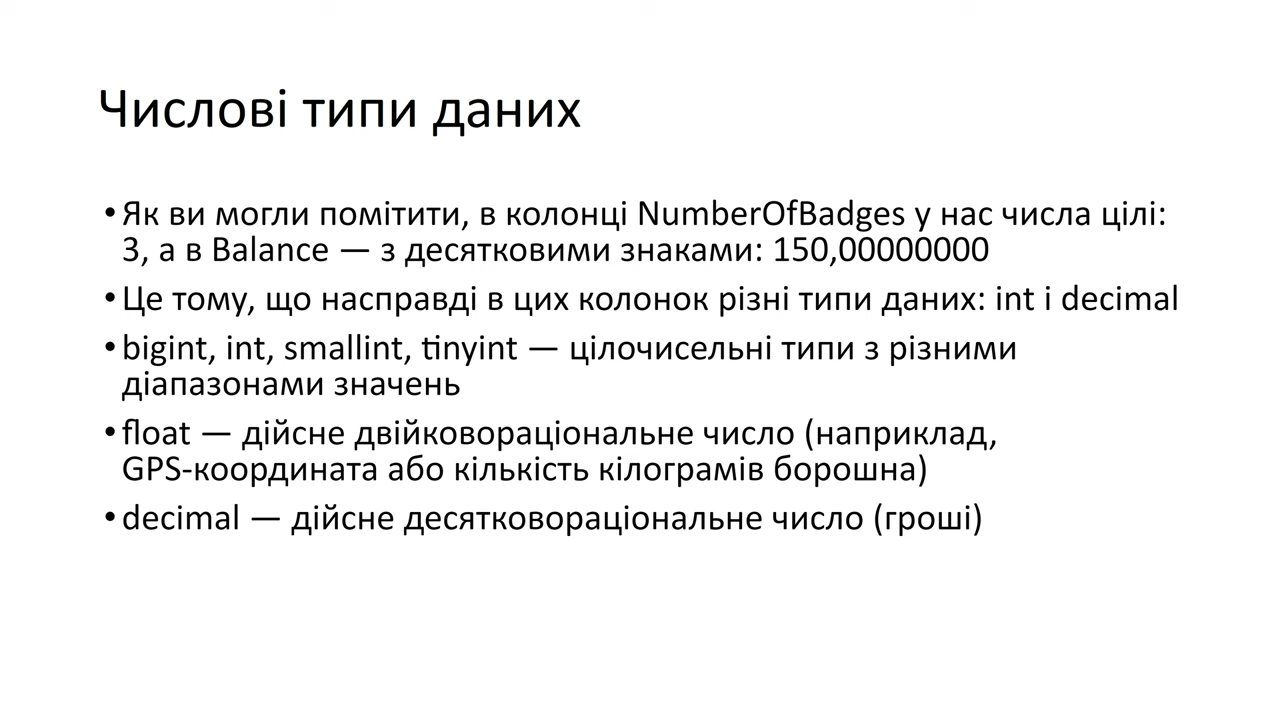 Числові типи даних
•Як ви могли помітити, в колонці NumberOfBadges у нас числа цілі:
3, а в Balance — з десятковими знаками: 150,00000000
•Це тому, що насправді в цих колонок різні типи даних: int і decimal
•bigint, int, smallint, tinyint — цілочисельні типи з різними
діапазонами значень
•float — дійсне двійковораціональне число (наприклад,
GPS-координата або кількість кілограмів борошна)
•decimal — дійсне десятковораціональне число (гроші)